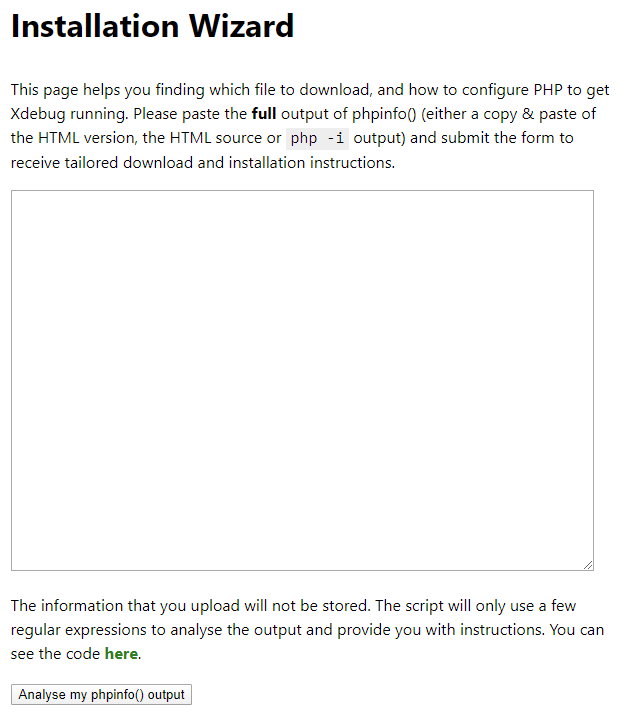 Installation Wizard
This page helps you finding which file to download, and how to configure PHP to get
Xdebug running. Please paste the full output of phpinfo() (either a copy & paste of
the HTML version, the HTML source or php -i output) and submit the form to
receive tailored download and installation instructions.
The information that you upload will not be stored. The script will only use a few
regular expressions to analyse the output and provide you with instructions. You can
see the code here.
Analyse my phpinfo() output